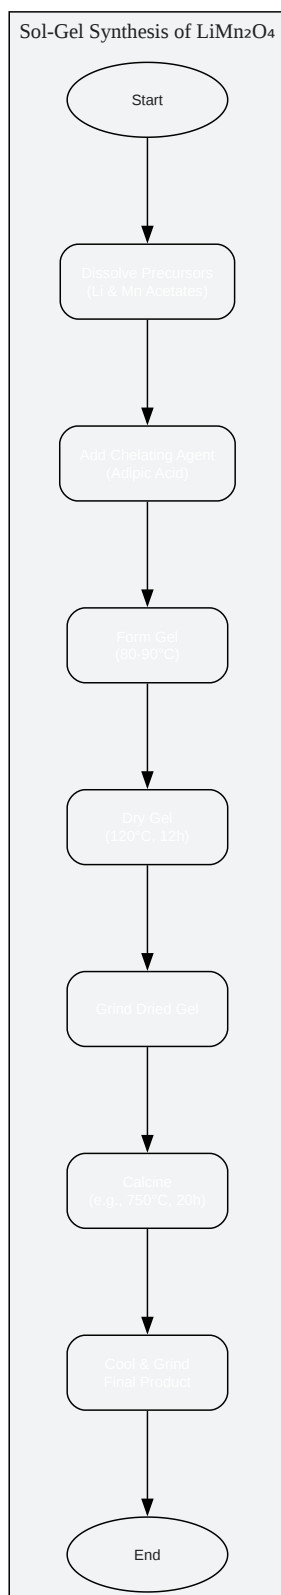 Sol-Gel Synthesis of LiMn₂O₄
Start
Dissolve Precursors
(Li & Mn Acetates)
Add Chelating Agent
(Adipic Acid)
Form Gel
(80-90°C)
Dry Gel
(120°C, 12h)
Grind Dried Gel
Calcine
(e.g., 750°C, 20h)
Cool & Grind
Final Product
End